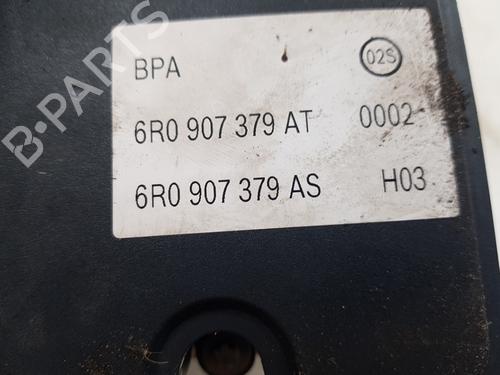 BPA 02S
6R0 907 379 AT 0002
6R0 907 379 AS H03
B-PARTS